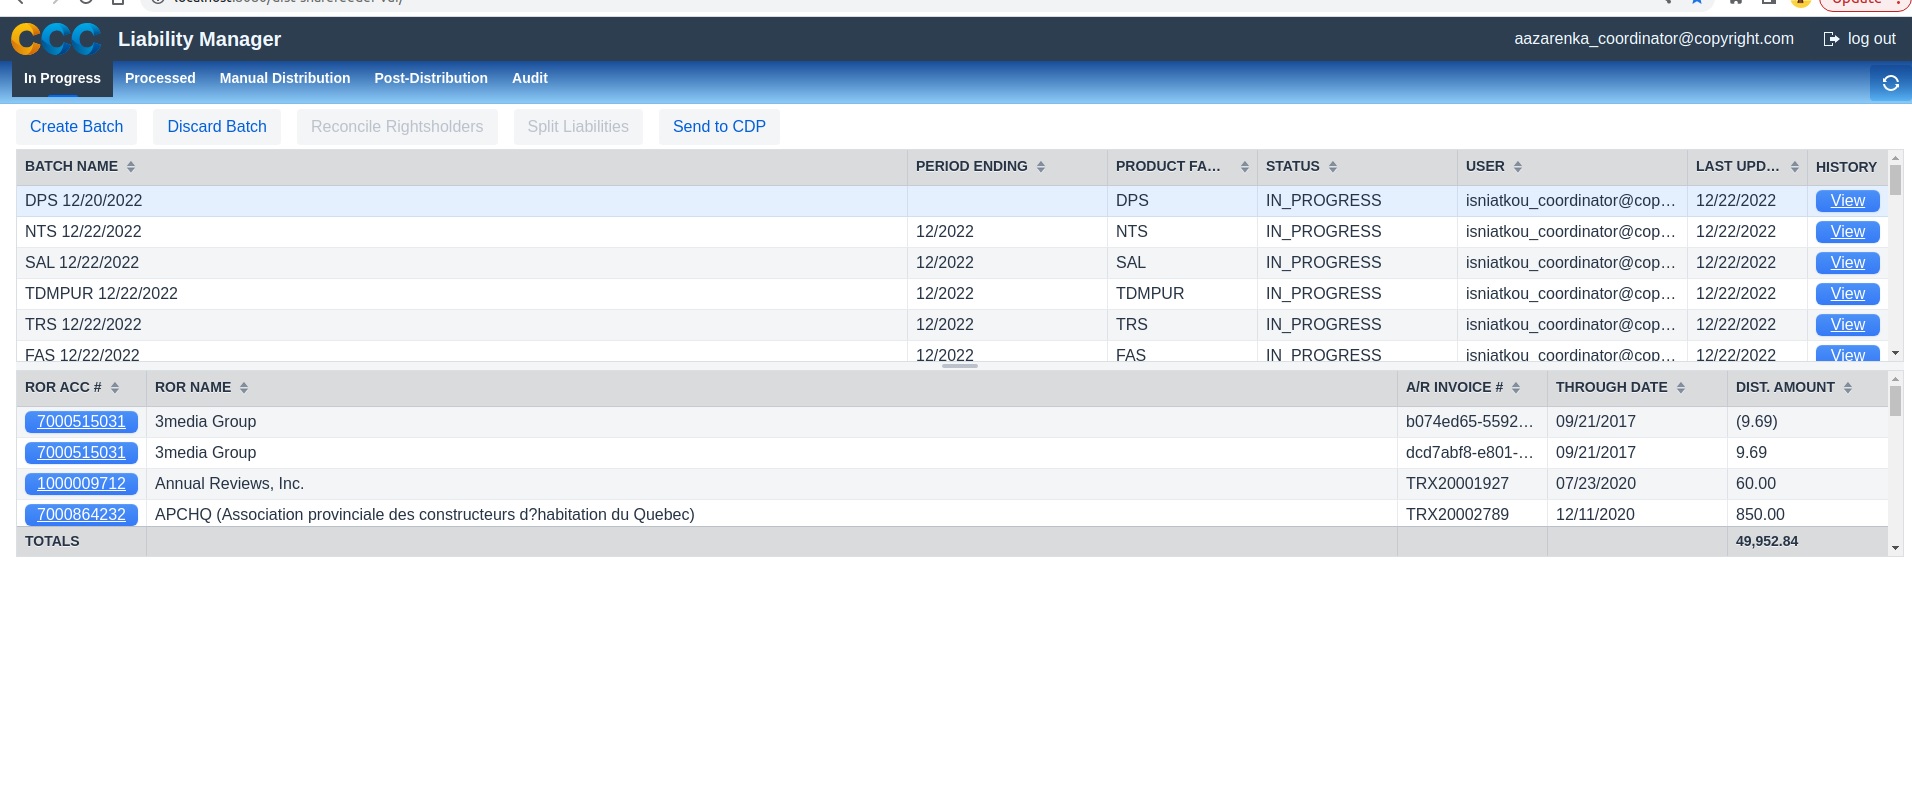 Update
CCC Liability Manager aazarenka_coordinator@copyright.com log out
In Progress Processed Manual Distribution Post-Distribution Audit
Create Batch Discard Batch Reconcile Rightsholders Split Liabilities Send to CDP
BATCH NAME PERIOD ENDING PRODUCT FA... STATUS USER LAST UPD... HISTORY
DPS 12/20/2022 DPS IN_PROGRESS isniatkou_coordinator@cop... 12/22/2022 View
NTS 12/22/2022 12/2022 NTS IN_PROGRESS isniatkou_coordinator@cop... 12/22/2022 View
SAL 12/22/2022 12/2022 SAL IN_PROGRESS isniatkou_coordinator@cop... 12/22/2022 View
TDMPUR 12/22/2022 12/2022 TDMPUR IN_PROGRESS isniatkou_coordinator@cop... 12/22/2022 View
TRS 12/22/2022 12/2022 TRS IN_PROGRESS isniatkou_coordinator@cop... 12/22/2022 View
FAS 12/22/2022 12/2022 FAS IN_PROGRESS isniatkou_coordinator@cop... 12/22/2022 View
ROR ACC # ROR NAME A/R INVOICE # THROUGH DATE DIST. AMOUNT
7000515031 3media Group b074ed65-5592... 09/21/2017 (9.69)
7000515031 3media Group dcd7abf8-e801-... 09/21/2017 9.69
1000009712 Annual Reviews, Inc. TRX20001927 07/23/2020 60.00
7000864232 APCHQ (Association provinciale des constructeurs d?habitation du Quebec) TRX20002789 12/11/2020 850.00
TOTALS 49,952.84